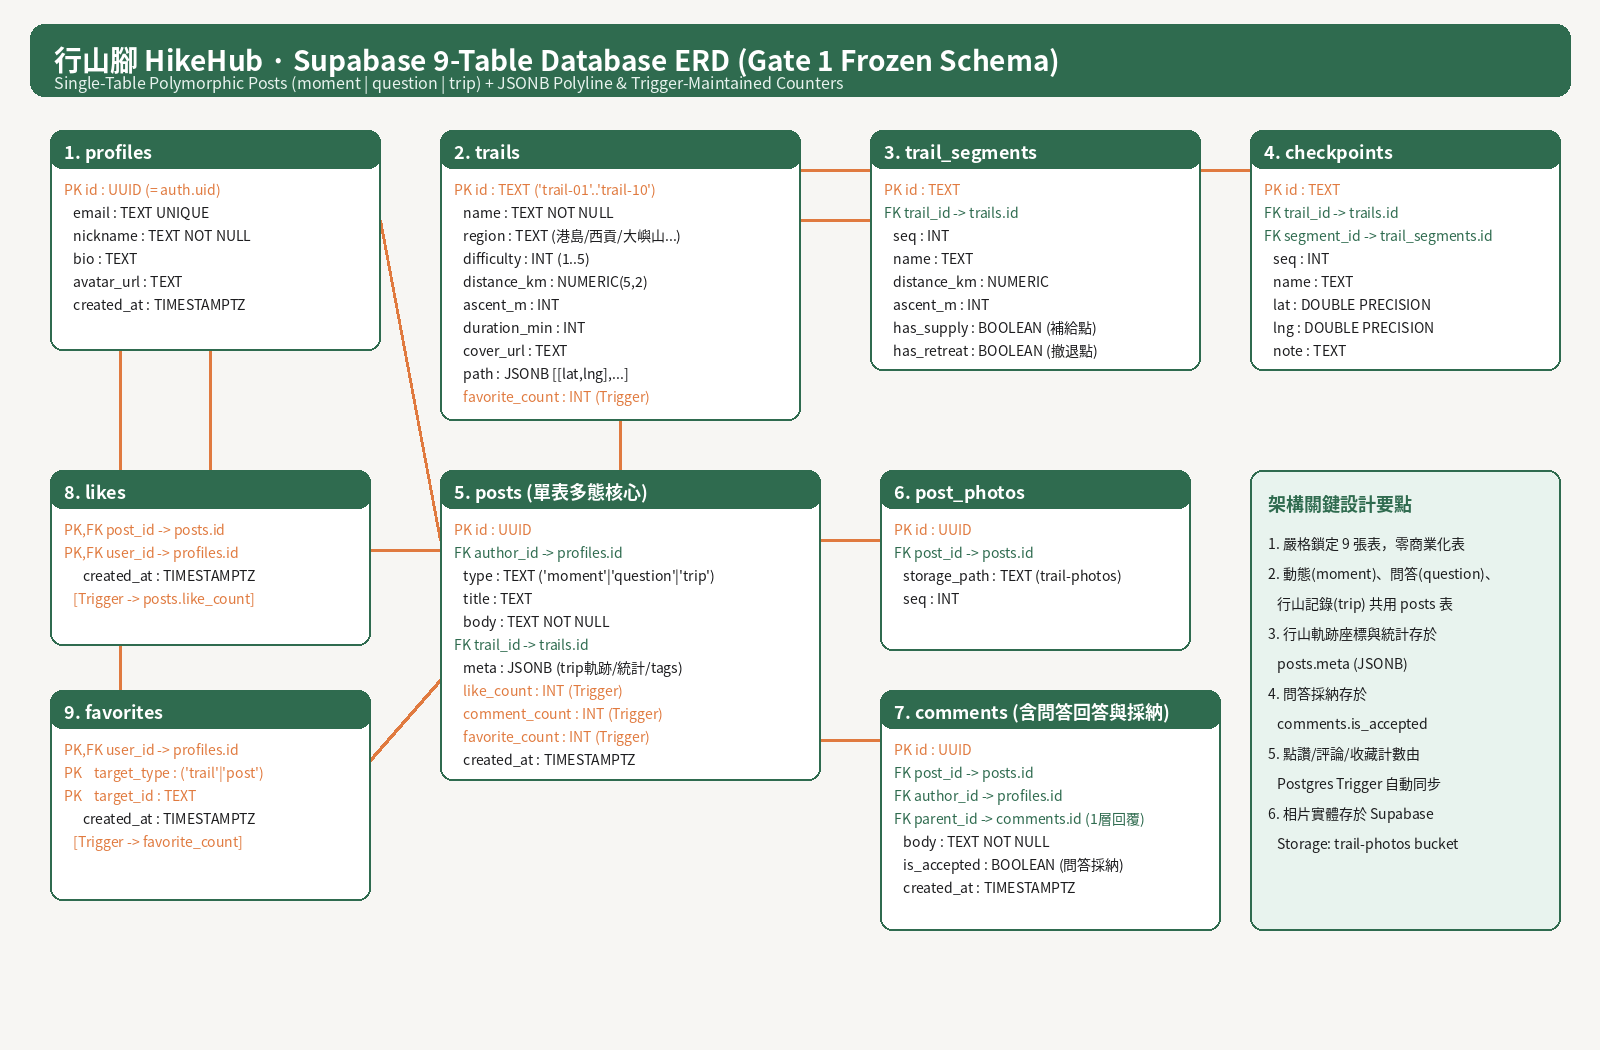 行山腳 HikeHub · Supabase 9-Table Database ERD (Gate 1 Frozen Schema)
Single-Table Polymorphic Posts (moment | question | trip) + JSONB Polyline & Trigger-Maintained Counters
1. profiles
PK id : UUID (= auth.uid)
email : TEXT UNIQUE
nickname : TEXT NOT NULL
bio : TEXT
avatar_url : TEXT
created_at : TIMESTAMPTZ
2. trails
PK id : TEXT ('trail-01'..'trail-10')
name : TEXT NOT NULL
region : TEXT (港島/西貢/大嶼山...)
difficulty : INT (1..5)
distance_km : NUMERIC(5,2)
ascent_m : INT
duration_min : INT
cover_url : TEXT
path : JSONB [[lat,lng],...]
favorite_count : INT (Trigger)
3. trail_segments
PK id : TEXT
FK trail_id -> trails.id
seq : INT
name : TEXT
distance_km : NUMERIC
ascent_m : INT
has_supply : BOOLEAN (補給點)
has_retreat : BOOLEAN (撤退點)
4. checkpoints
PK id : TEXT
FK trail_id -> trails.id
FK segment_id -> trail_segments.id
seq : INT
name : TEXT
lat : DOUBLE PRECISION
lng : DOUBLE PRECISION
note : TEXT
8. likes
PK,FK post_id -> posts.id
PK,FK user_id -> profiles.id
created_at : TIMESTAMPTZ
[Trigger -> posts.like_count]
5. posts (單表多態核心)
PK id : UUID
FK author_id -> profiles.id
type : TEXT ('moment'|'question'|'trip')
title : TEXT
body : TEXT NOT NULL
FK trail_id -> trails.id
meta : JSONB (trip軌跡/統計/tags)
like_count : INT (Trigger)
comment_count : INT (Trigger)
favorite_count : INT (Trigger)
created_at : TIMESTAMPTZ
6. post_photos
PK id : UUID
FK post_id -> posts.id
storage_path : TEXT (trail-photos)
seq : INT
架構關鍵設計要點
1. 嚴格鎖定 9 張表，零商業化表
2. 動態(moment)、問答(question)、
行山記錄(trip) 共用 posts 表
3. 行山軌跡座標與統計存於
posts.meta (JSONB)
4. 問答採納存於
comments.is_accepted
5. 點讚/評論/收藏計數由
Postgres Trigger 自動同步
6. 相片實體存於 Supabase
Storage: trail-photos bucket
9. favorites
PK,FK user_id -> profiles.id
PK target_type : ('trail'|'post')
PK target_id : TEXT
created_at : TIMESTAMPTZ
[Trigger -> favorite_count]
7. comments (含問答回答與採納)
PK id : UUID
FK post_id -> posts.id
FK author_id -> profiles.id
FK parent_id -> comments.id (1層回覆)
body : TEXT NOT NULL
is_accepted : BOOLEAN (問答採納)
created_at : TIMESTAMPTZ